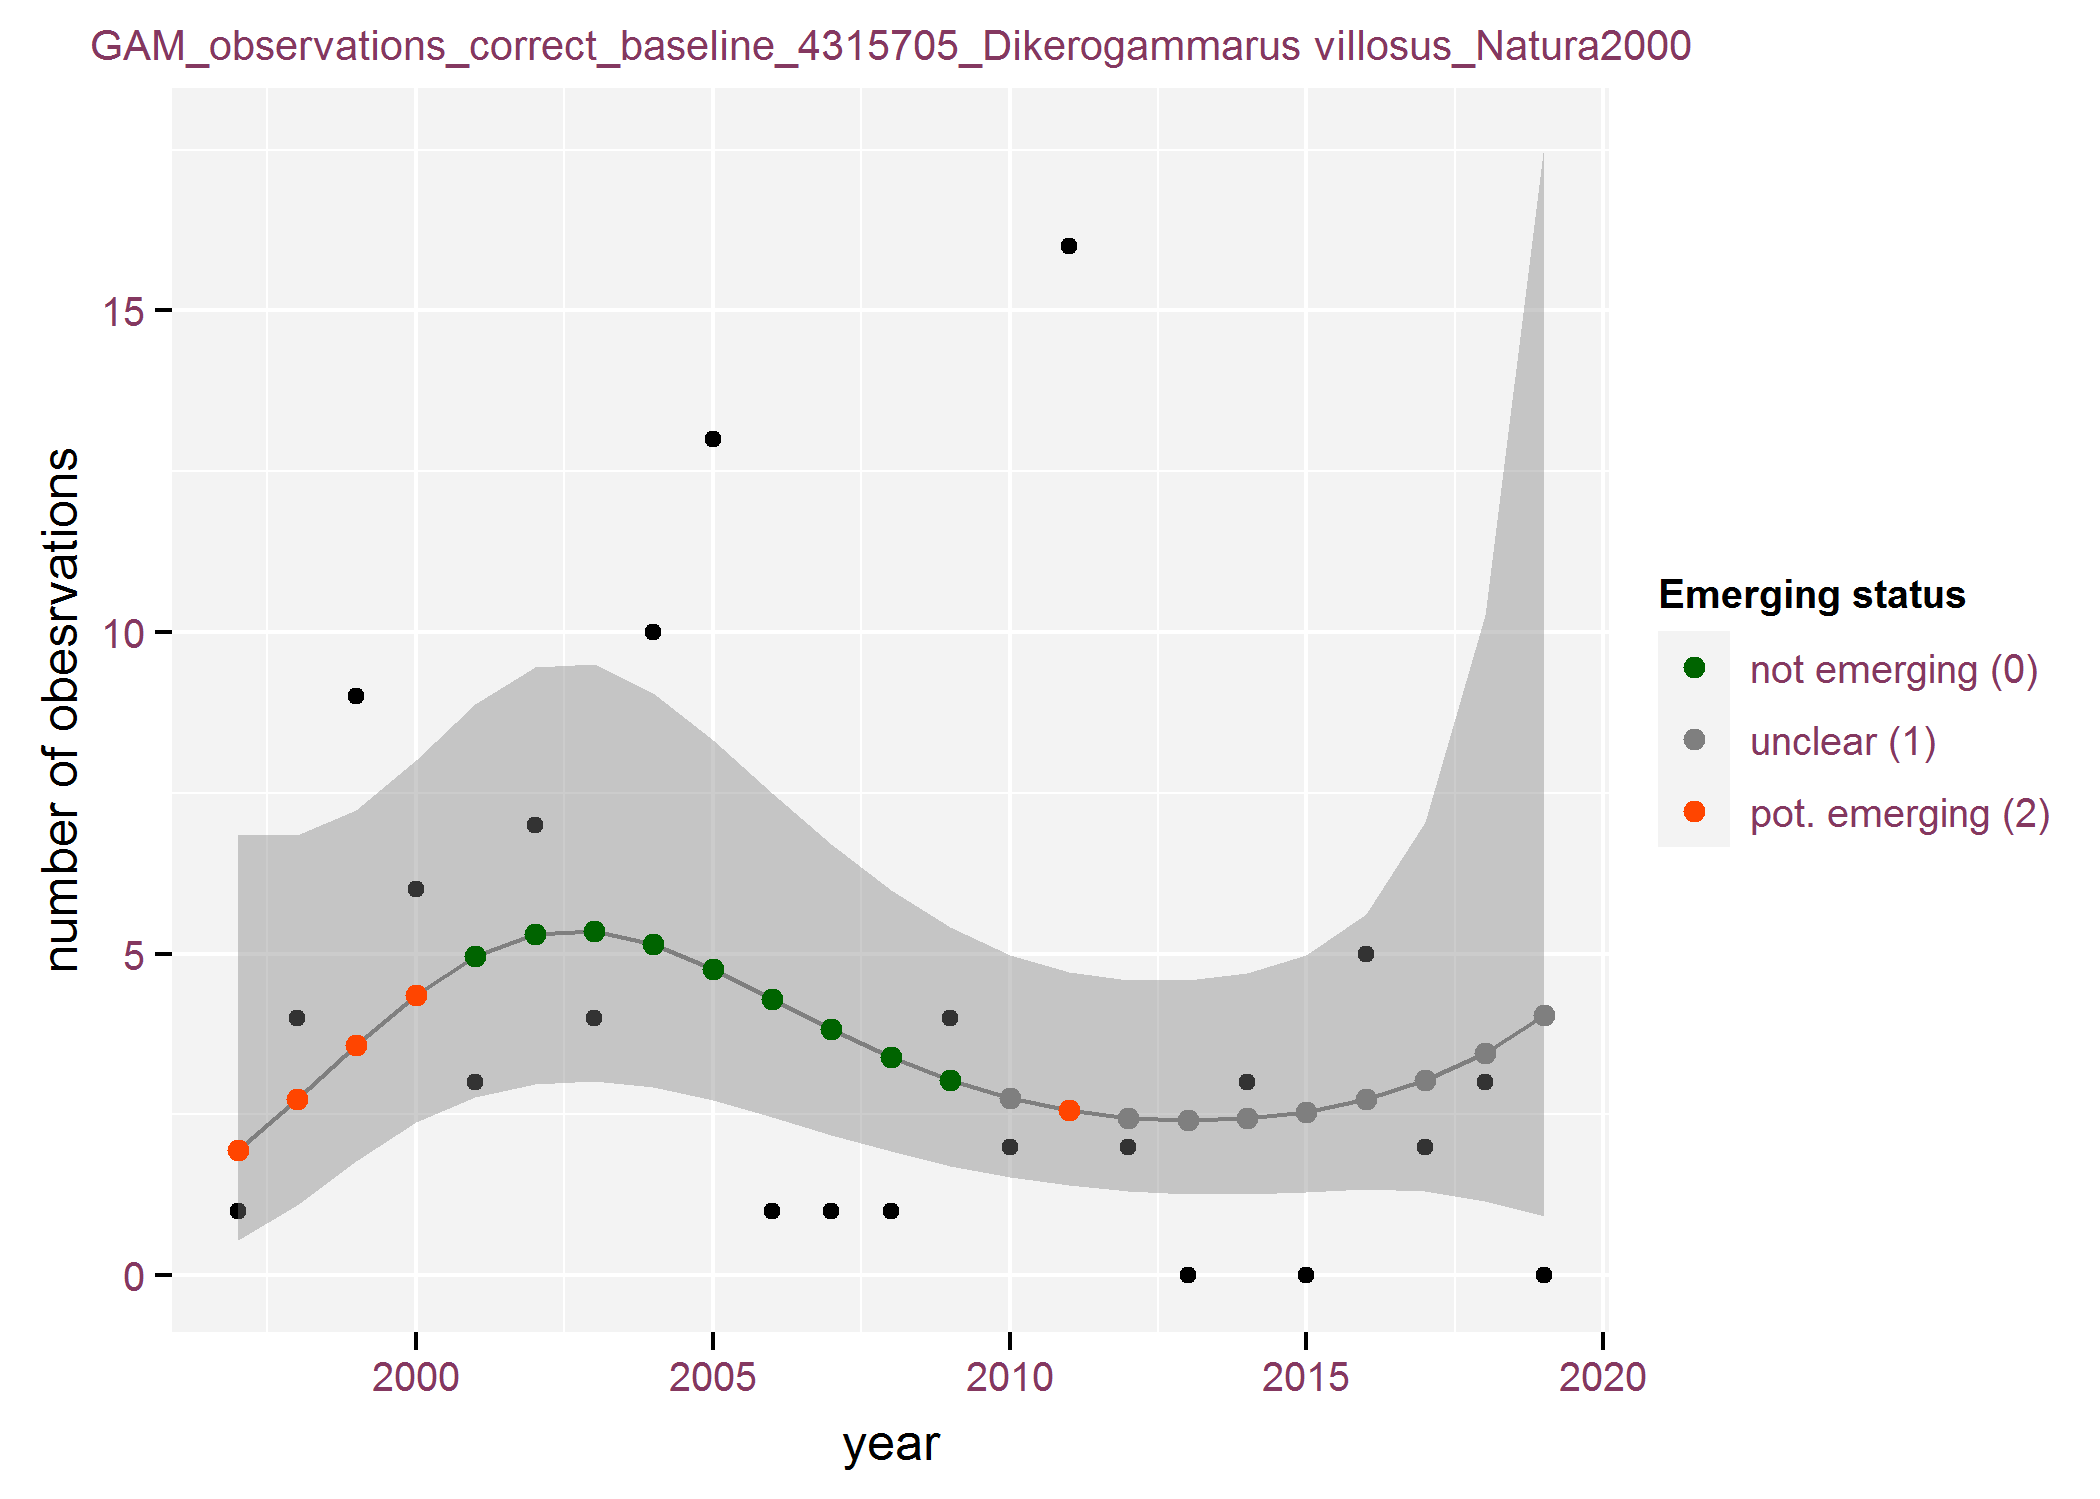 GAM_observations_correct_baseline_4315705_Dikerogammarus villosus_Natura2000
number of obesrvations
15
10
5
0
2000 2005 2010 2015 2020
year
Emerging status
not emerging (0)
unclear (1)
pot. emerging (2)